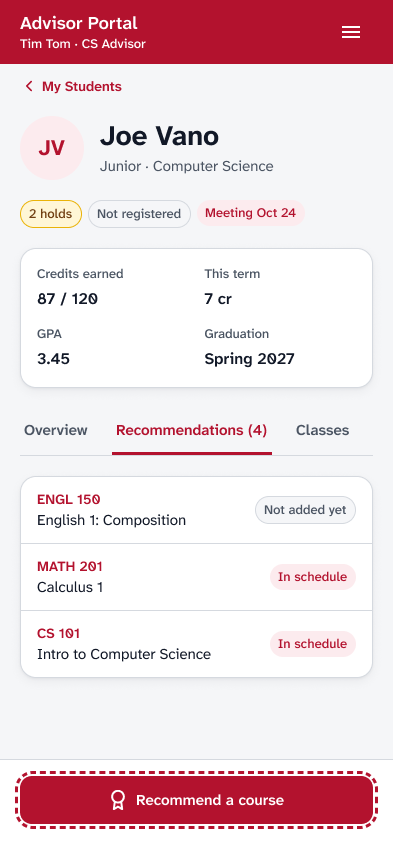 Advisor Portal
Tim Tom · CS Advisor
My Students
JV
Joe Vano
Junior · Computer Science
2 holds
Not registered
Meeting Oct 24
Credits earned
This term
87 / 120
7 cr
GPA
Graduation
3.45
Spring 2027
Overview
Recommendations (4)
Classes
ENGL 150
English 1: Composition
Not added yet
MATH 201
Calculus 1
In schedule
CS 101
Intro to Computer Science
In schedule
Recommend a course